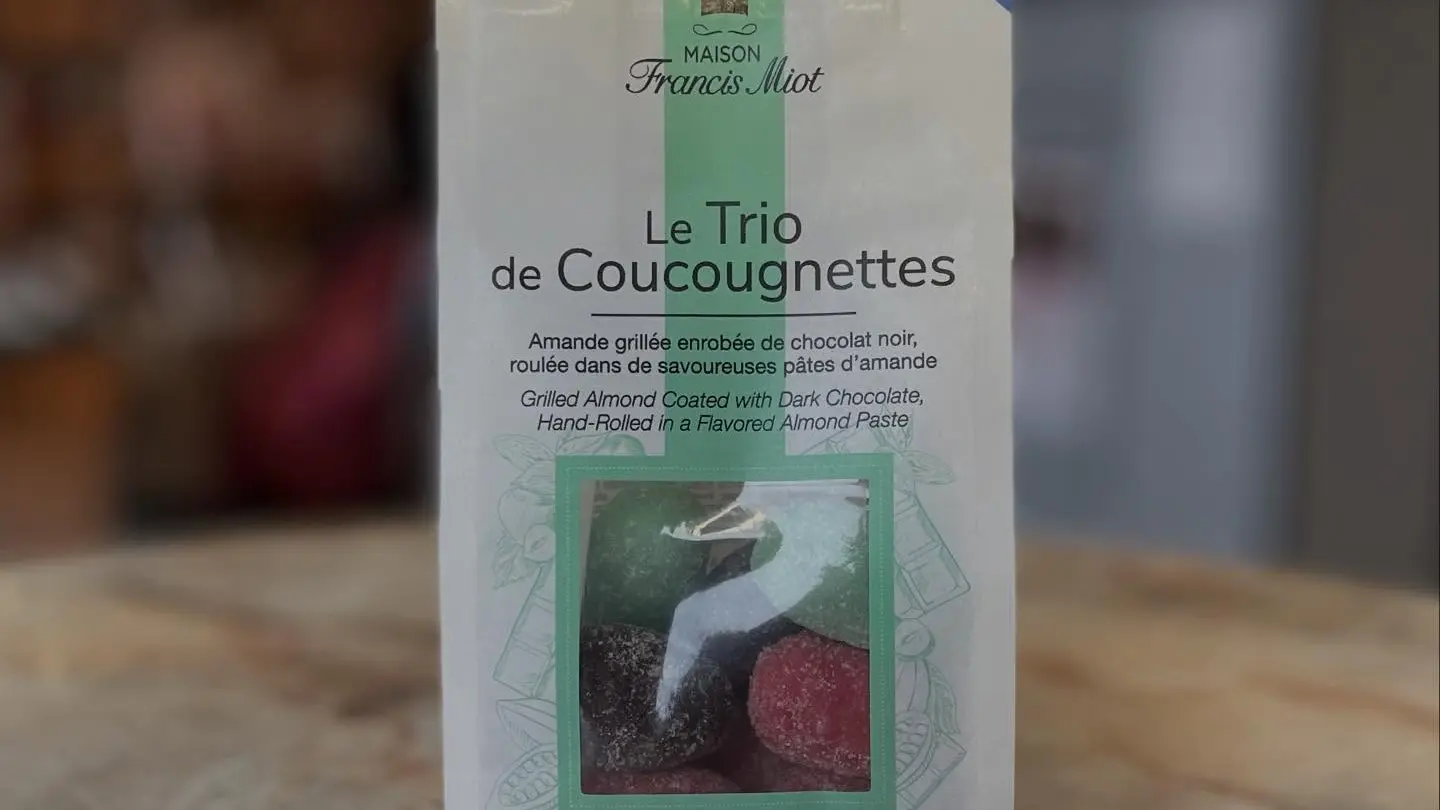 MAISON
Francis Miot
Le Trio
de Coucougnettes
Amande grillée enrobée de chocolat noir,
roulée dans de savoureuses pâtes d'amande
Grilled Almond Coated with Dark Chocolate,
Hand-Rolled in a Flavored Almond Paste